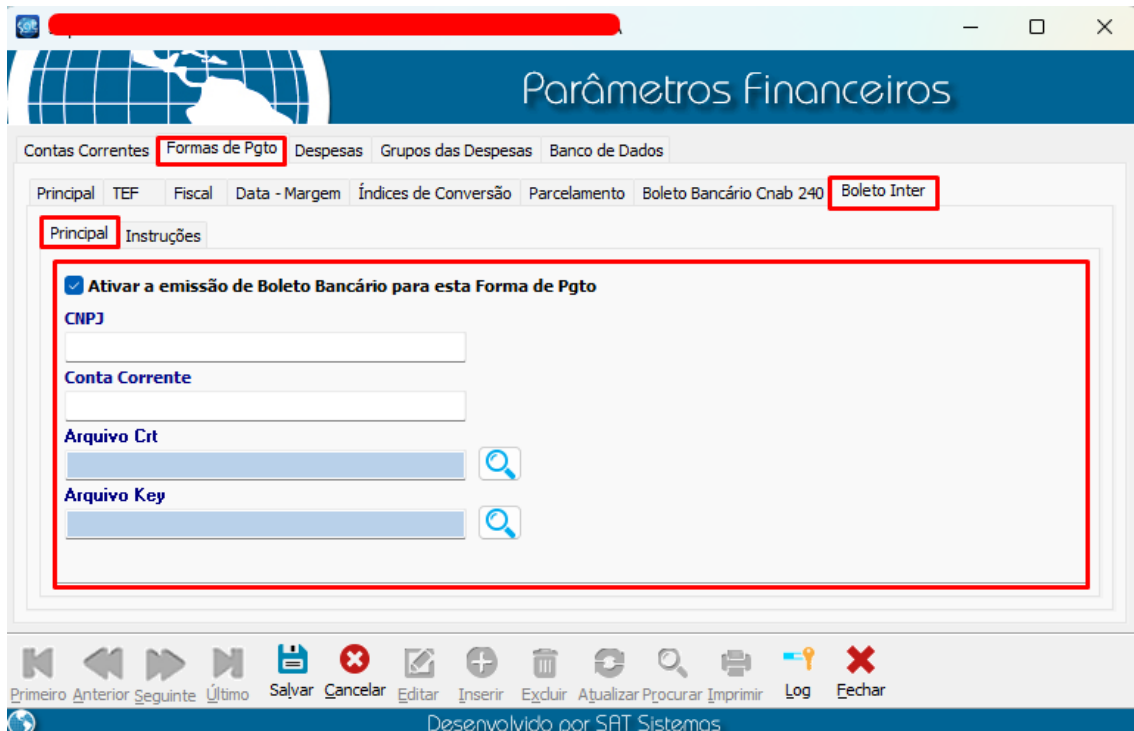 Parâmetros Financeiros
Contas Correntes Formas de Pgto Despesas Grupos das Despesas Banco de Dados
Principal TEF Fiscal Data - Margem Índices de Conversão Parcelamento Boleto Bancário Cnab 240 Boleto Inter
Principal Instruções
Ativar a emissão de Boleto Bancário para esta Forma de Pgto
CNPJ
Conta Corrente
Arquivo Crt
Arquivo Key
Primeiro Anterior Seguinte Último Salvar Cancelar Editar Inserir Excluir Atualizar Procurar Imprimir Log Fechar
Desenvolvido por SAT Sistemas